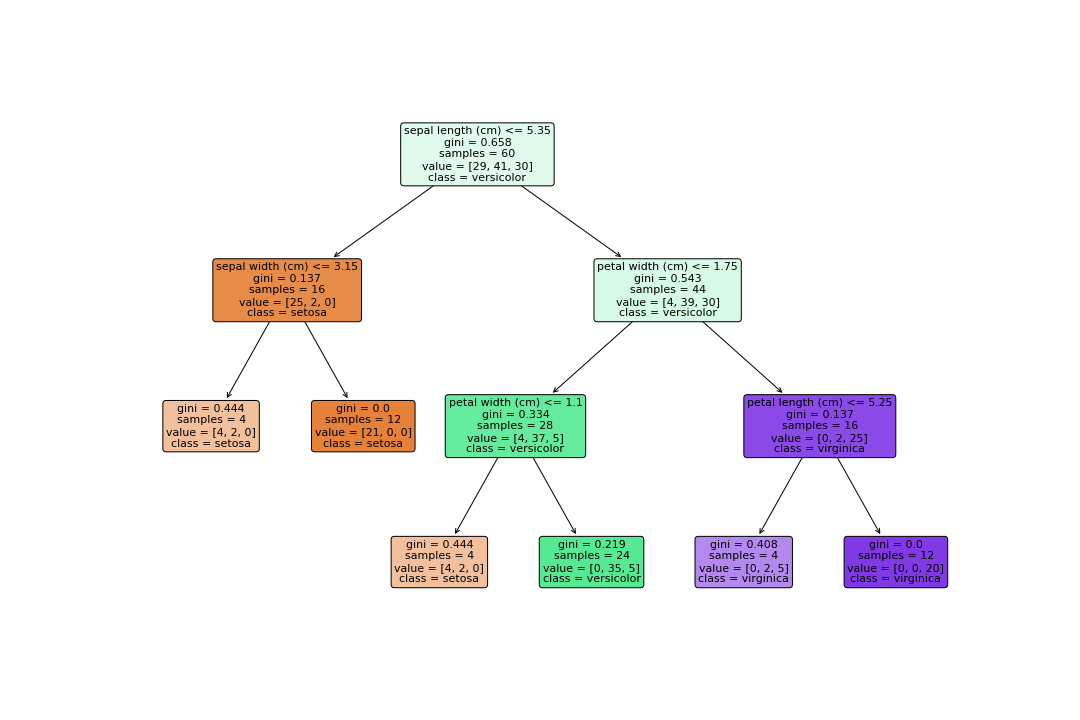 sepal length (cm) <= 5.35
gini = 0.658
samples = 60
value = [29, 41, 30]
class = versicolor
sepal width (cm) <= 3.15
gini = 0.137
samples = 16
value = [25, 2, 0]
class = setosa
petal width (cm) <= 1.75
gini = 0.543
samples = 44
value = [4, 39, 30]
class = versicolor
gini = 0.444
samples = 4
value = [4, 2, 0]
class = setosa
gini = 0.0
samples = 12
value = [21, 0, 0]
class = setosa
petal width (cm) <= 1.1
gini = 0.334
samples = 28
value = [4, 37, 5]
class = versicolor
petal length (cm) <= 5.25
gini = 0.137
samples = 16
value = [0, 2, 25]
class = virginica
gini = 0.444
samples = 4
value = [4, 2, 0]
class = setosa
gini = 0.219
samples = 24
value = [0, 35, 5]
class = versicolor
gini = 0.408
samples = 4
value = [0, 2, 5]
class = virginica
gini = 0.0
samples = 12
value = [0, 0, 20]
class = virginica